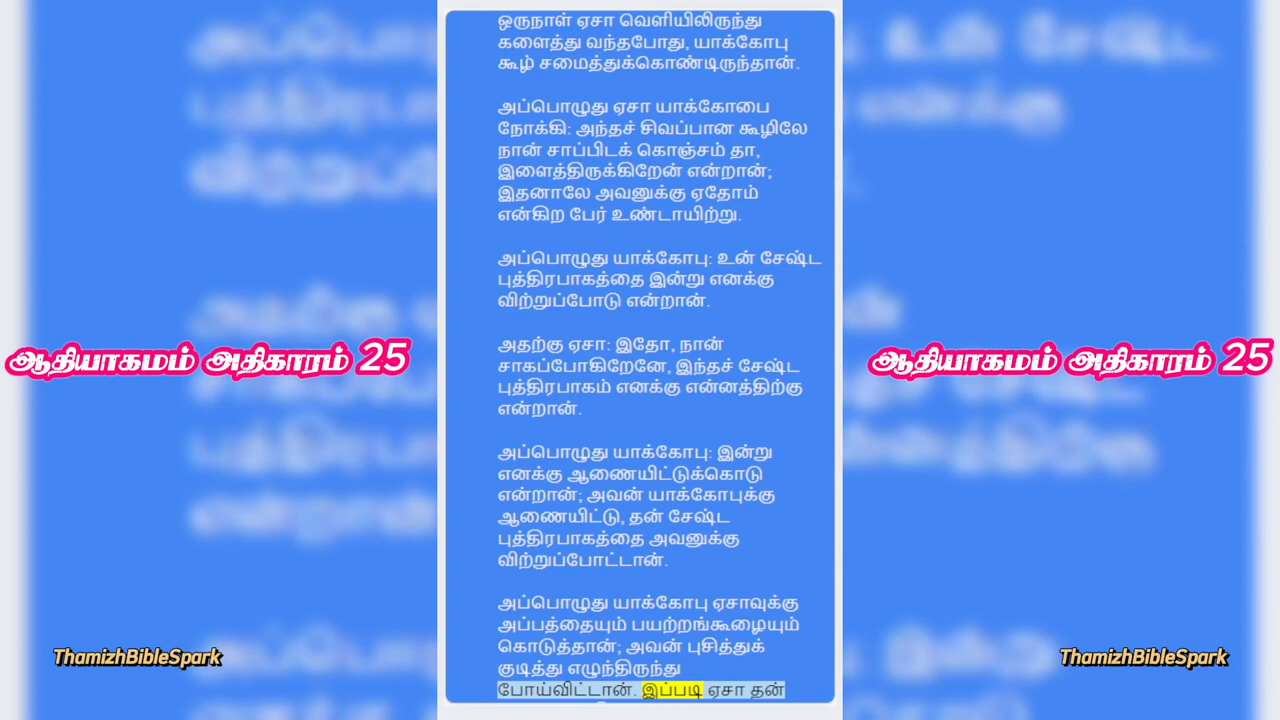 ஒருநாள் ஏசா வெளியிலிருந்து
களைத்து வந்தபோது, யாக்கோபு
கூழ் சமைத்துக்கொண்டிருந்தான்.
அப்பொழுது ஏசா யாக்கோபை
நோக்கி: அந்தச் சிவப்பான கூழிலே
நான் சாப்பிடக் கொஞ்சம் தா,
இளைத்திருக்கிறேன் என்றான்;
இதனாலே அவனுக்கு ஏதோம்
என்கிற பேர் உண்டாயிற்று.
அப்பொழுது யாக்கோபு: உன் சேஷ்ட
புத்திரபாகத்தை இன்று எனக்கு
விற்றுப்போடு என்றான்.
அதற்கு ஏசா: இதோ, நான்
சாகப்போகிறேனே, இந்தச் சேஷ்ட
புத்திரபாகம் எனக்கு என்னத்திற்கு
என்றான்.
அப்பொழுது யாக்கோபு: இன்று
எனக்கு ஆணையிட்டுக்கொடு
என்றான்; அவன் யாக்கோபுக்கு
ஆணையிட்டு, தன் சேஷ்ட
புத்திரபாகத்தை அவனுக்கு
விற்றுப்போட்டான்.
அப்பொழுது யாக்கோபு ஏசாவுக்கு
அப்பத்தையும் பயற்றங்கூழையும்
கொடுத்தான்; அவன் புசித்துக்
குடித்து எழுந்திருந்து
போய்விட்டான். இப்படி ஏசா தன்
ஆதியாகமம் அதிகாரம் 25
ஆதியாகமம் அதிகாரம் 25
ThamizhBibleSpark
ThamizhBibleSpark